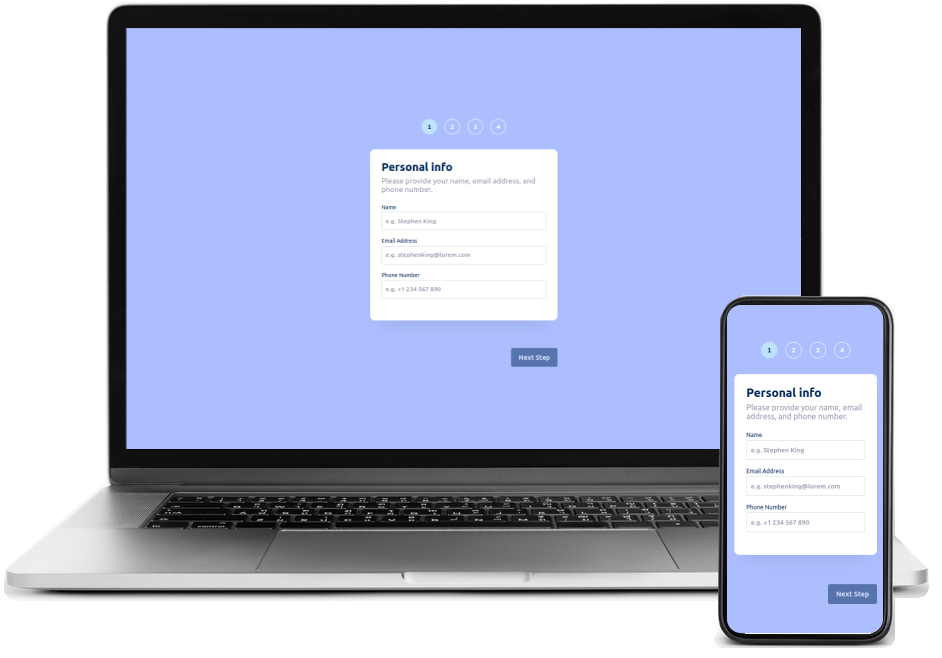 1 2 3 4
Personal info
Please provide your name, email address, and
phone number.
Name
e.g. Stephen King
Email Address
e.g. stephenking@lorem.com
Phone Number
e.g. +1 234 567 890
Next Step
1 2 3 4
Personal info
Please provide your name, email
address, and phone number.
Name
e.g. Stephen King
Email Address
e.g. stephenking@lorem.com
Phone Number
e.g. +1 234 567 890
Next Step